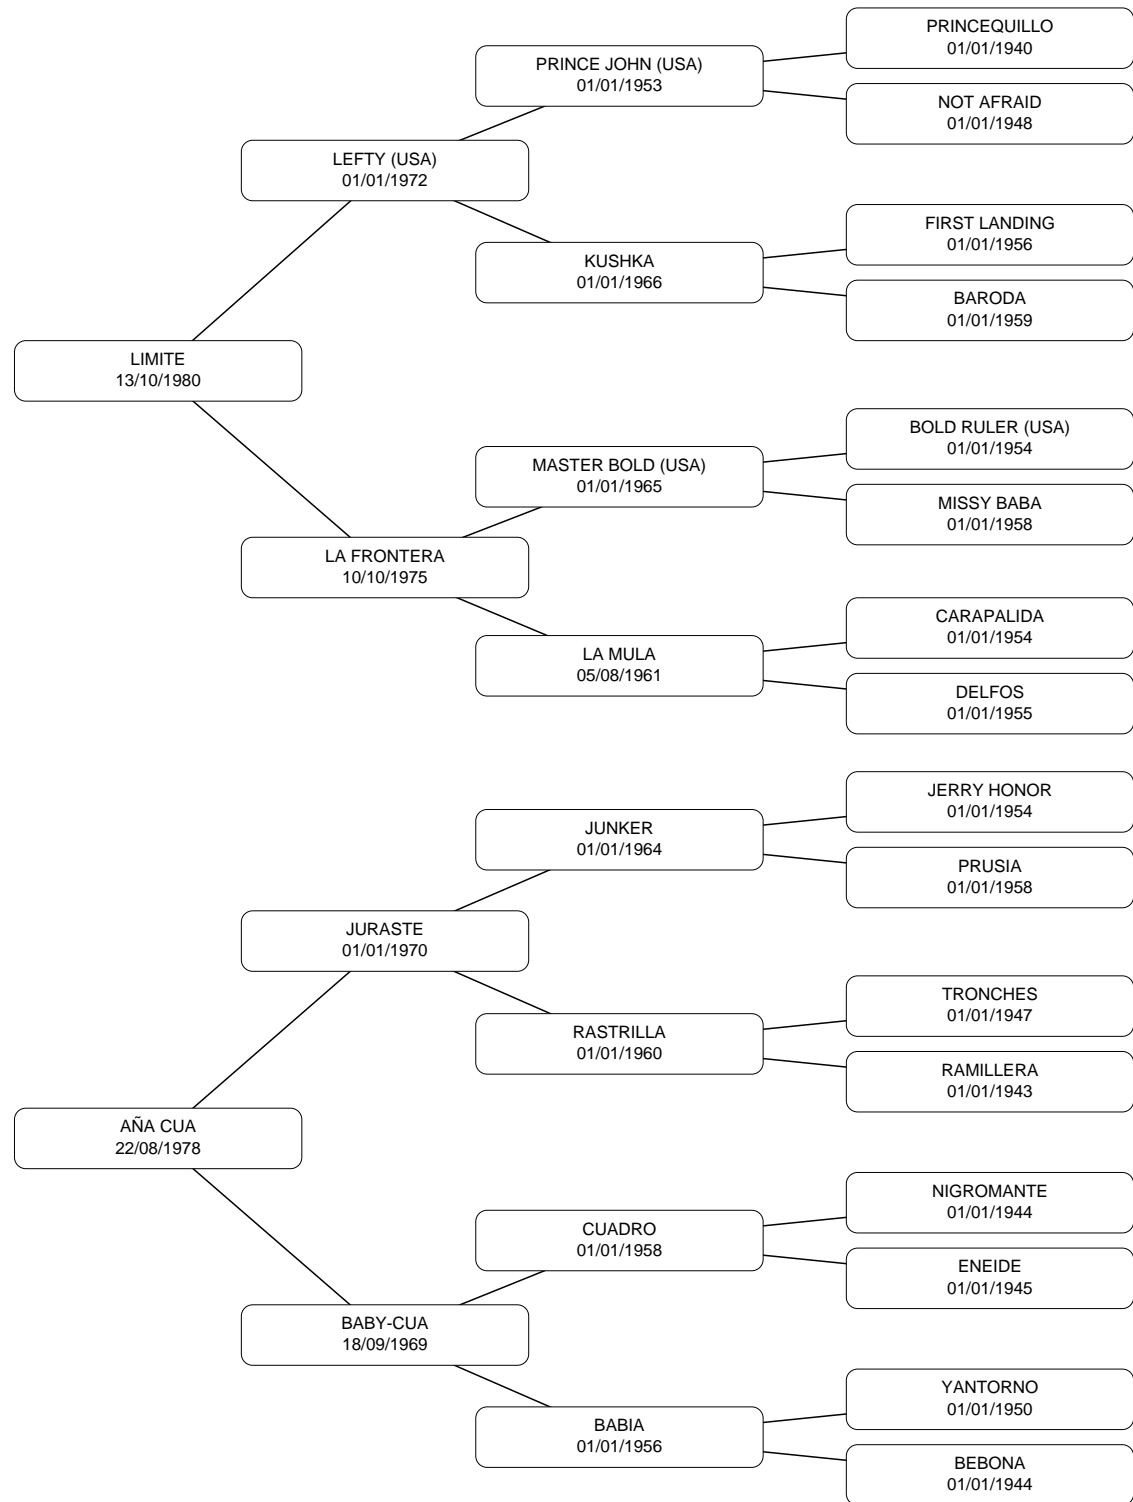 PRINCEQUILLO
01/01/1940
PRINCE JOHN (USA)
01/01/1953
NOT AFRAID
01/01/1948
LEFTY (USA)
01/01/1972
FIRST LANDING
01/01/1956
KUSHKA
01/01/1966
BARODA
01/01/1959
LIMITE
13/10/1980
BOLD RULER (USA)
01/01/1954
MASTER BOLD (USA)
01/01/1965
MISSY BABA
01/01/1958
LA FRONTERA
10/10/1975
CARAPALIDA
01/01/1954
LA MULA
05/08/1961
DELFOS
01/01/1955
JERRY HONOR
01/01/1954
JUNKER
01/01/1964
PRUSIA
01/01/1958
JURASTE
01/01/1970
TRONCHES
01/01/1947
RASTRILLA
01/01/1960
RAMILLERA
01/01/1943
AÑA CUA
22/08/1978
NIGROMANTE
01/01/1944
CUADRO
01/01/1958
ENEIDE
01/01/1945
BABY-CUA
18/09/1969
YANTORNO
01/01/1950
BABIA
01/01/1956
BEBONA
01/01/1944